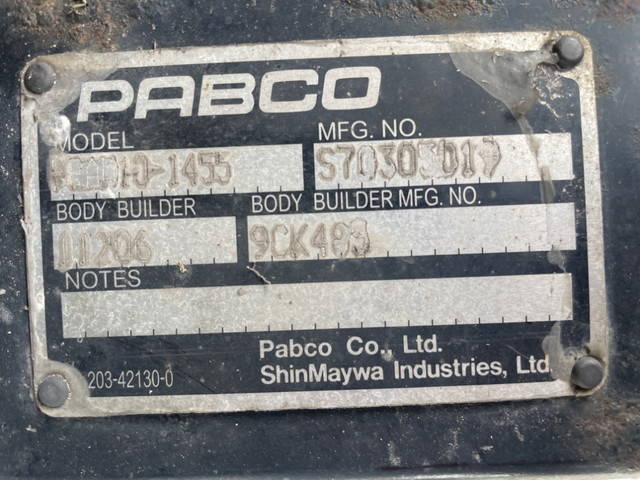 PABCO
MODEL MFG. NO.
BODY BUILDER BODY BUILDER MFG. NO.
11206
NOTES
Pabco Co., Ltd.
203-42130-0 ShinMaywa Industries, Ltd.